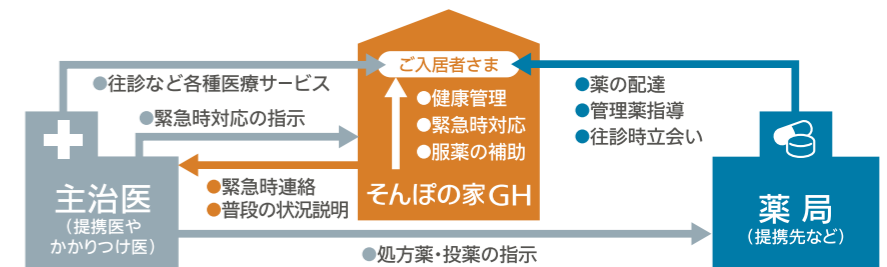 ご入居者さま
●往診など各種医療サービス
●緊急時対応の指示
●健康管理
●緊急時対応
●服薬の補助
そんぽの家GH
●薬の配達
●管理薬指導
●往診時立会い
●緊急時連絡
●普段の状況説明
主治医
(提携医や
かかりつけ医)
薬局
(提携先など)
●処方薬・投薬の指示